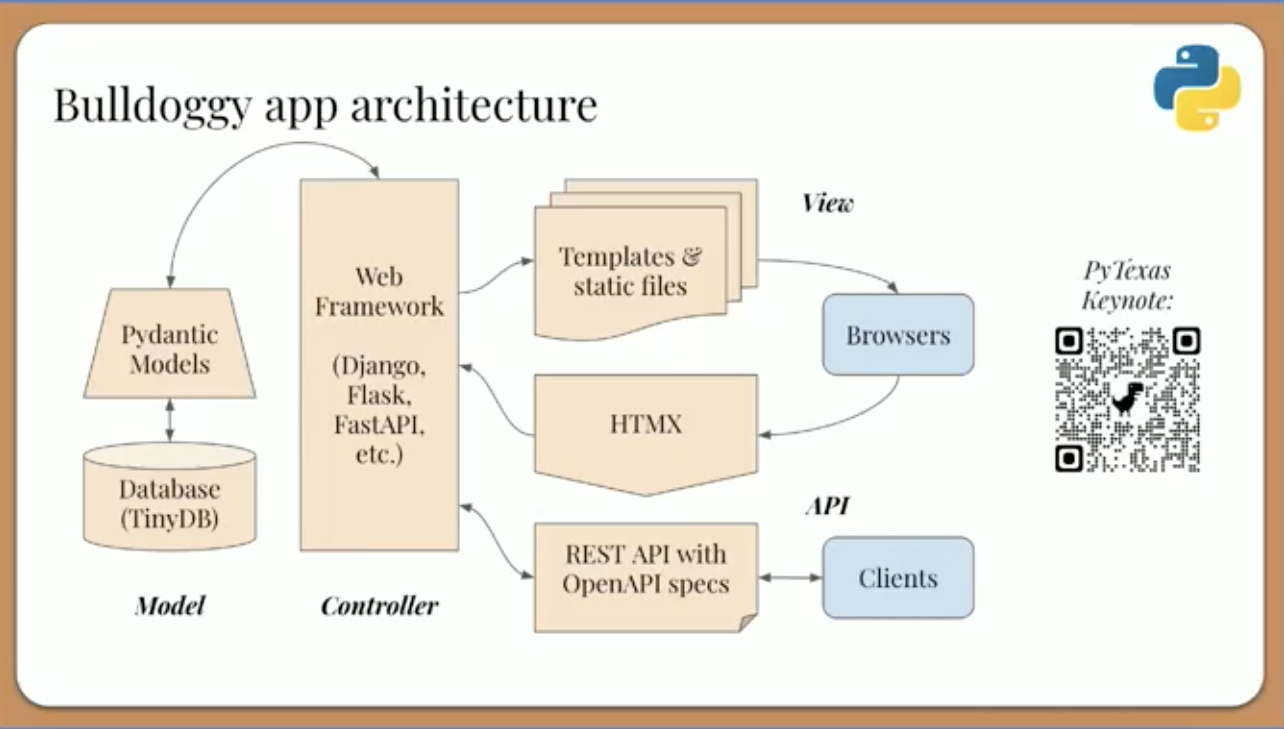 Bulldoggy app architecture
Pydantic
Models
Database
(TinyDB)
Model
Web
Framework
(Django,
Flask,
FastAPI,
etc.)
Controller
Templates &
static files
HTMX
REST API with
OpenAPI specs
View
Browsers
API
Clients
PyTexas
Keynote: